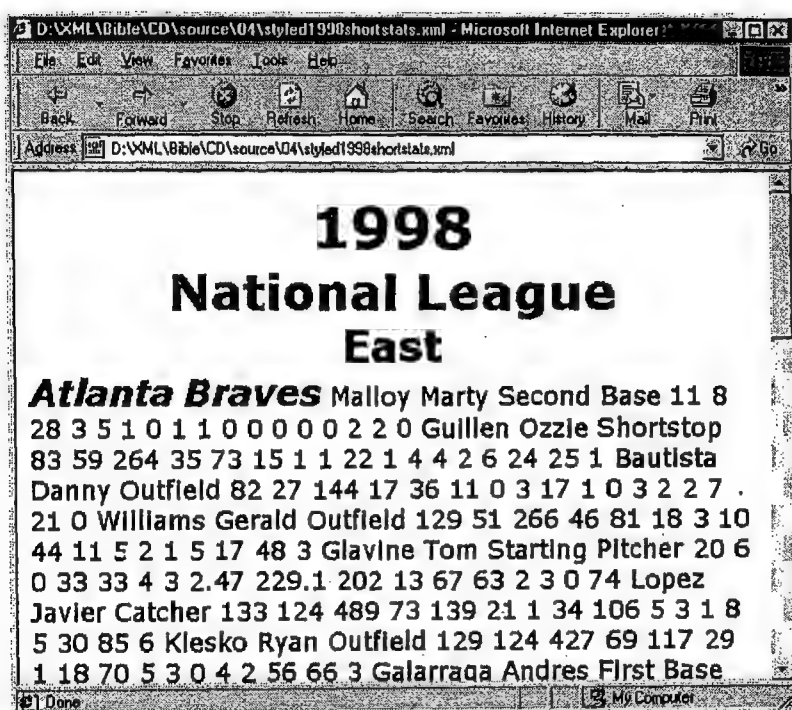 D:\XML\Bible\CD\source\04\styled1998shortstats.xml - Microsoft Internet Explorer
File Edit View Favorites Tools Help
Back Forward Stop Refresh Home Search Favorites History Mail Print
Address D:\XML\Bible\CD\source\04\styled1998shortstats.xml Go
1998
National League
East
Atlanta Braves Malloy Marty Second Base 11 8
28 3 5 1 0 1 1 0 0 0 0 0 2 2 0 Guillen Ozzie Shortstop
83 59 264 35 73 15 1 1 22 1 4 4 2 6 24 25 1 Bautista
Danny Outfield 82 27 144 17 36 11 0 3 17 1 0 3 2 2 7
21 0 Williams Gerald Outfield 129 51 266 46 81 18 3 10
44 11 5 2 1 5 17 48 3 Glavine Tom Starting Pitcher 20 6
0 33 33 4 3 2.47 229.1 202 13 67 63 2 3 0 74 Lopez
Javier Catcher 133 124 489 73 139 21 1 34 106 5 3 1 8
5 30 85 6 Klesko Ryan Outfield 129 124 427 69 117 29
1 18 70 5 3 0 4 2 56 66 3 Galarraga Andres First Base
Done My Computer